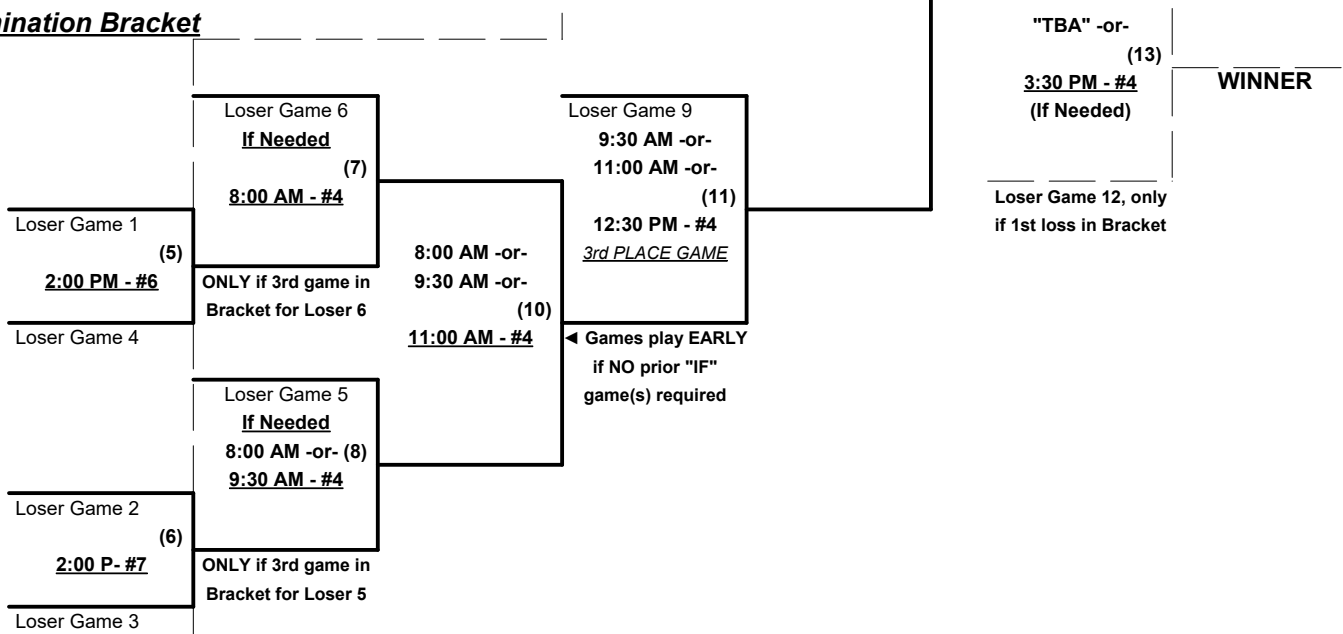 ination Bracket
Loser Game 6
If Needed
(7)
8:00 AM - #4
Loser Game 1
(5)
2:00 PM - #6
Loser Game 4
ONLY if 3rd game in
Bracket for Loser 6
Loser Game 5
If Needed
8:00 AM -or- (8)
9:30 AM - #4
Loser Game 2
(6)
2:00 P- #7
Loser Game 3
ONLY if 3rd game in
Bracket for Loser 5
8:00 AM -or-
9:30 AM -or-
(10)
11:00 AM - #4
Loser Game 9
9:30 AM -or-
11:00 AM -or-
(11)
12:30 PM - #4
3rd PLACE GAME
◄ Games play EARLY
if NO prior "IF"
game(s) required
"TBA" -or-
(13)
3:30 PM - #4
(If Needed)
Loser Game 12, only
if 1st loss in Bracket
WINNER